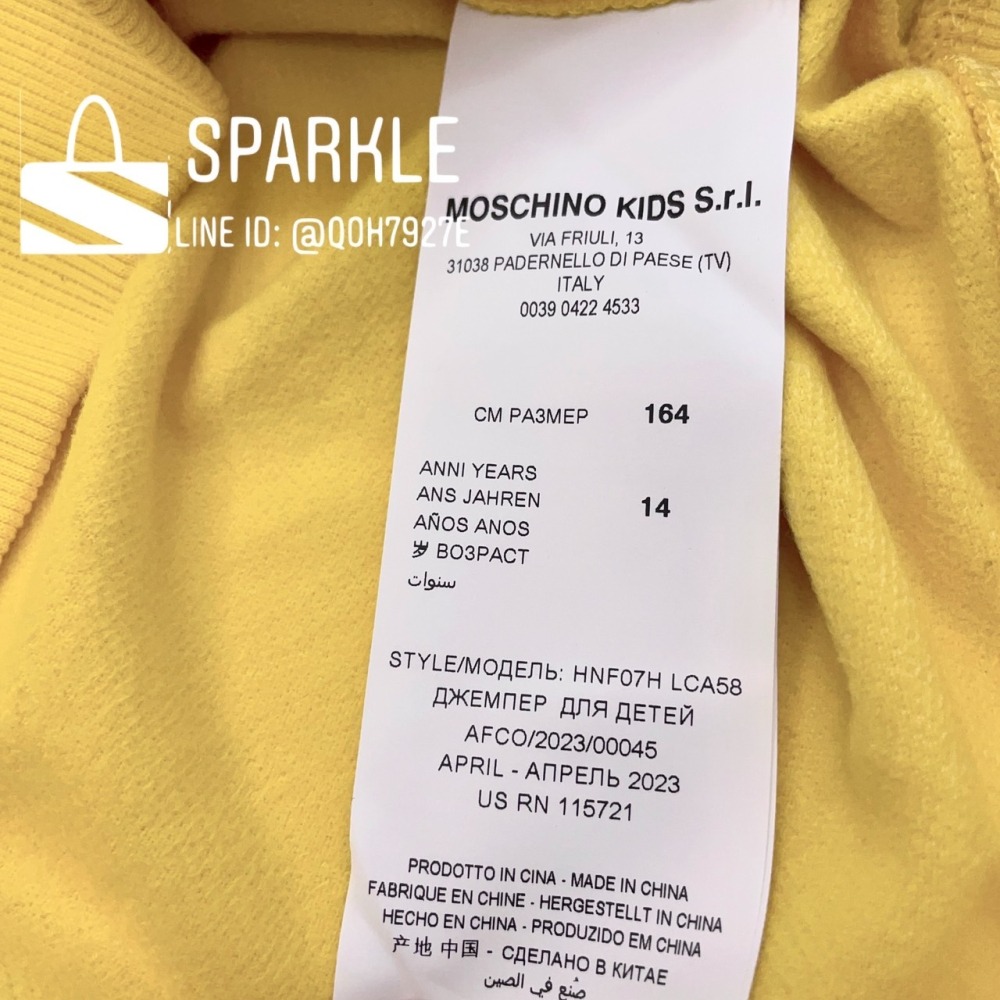 SPARKLE
LINE ID: @QOH7927E
MOSCHINO KIDS S.r.l.
VIA FRIULI, 13
31038 PADERNELLO DI PAESE (TV)
ITALY
0039 0422 4533
СМ РАЗМЕР 164
ANNI YEARS
ANS JAHREN
AÑOS ANOS
岁 ВОЗРАСТ
سنوات
14
STYLE/МОДЕЛЬ: HNF07H LCA58
ДЖЕМПЕР ДЛЯ ДЕТЕЙ
AFCO/2023/00045
APRIL - АПРЕЛЬ 2023
US RN 115721
PRODOTTO IN CINA - MADE IN CHINA
FABRIQUE EN CHINE - HERGESTELLT IN CHINA
HECHO EN CHINA - PRODUZIDO EM CHINA
产地 中国 - СДЕЛАНО В КИТАЕ
صُنع في الصين